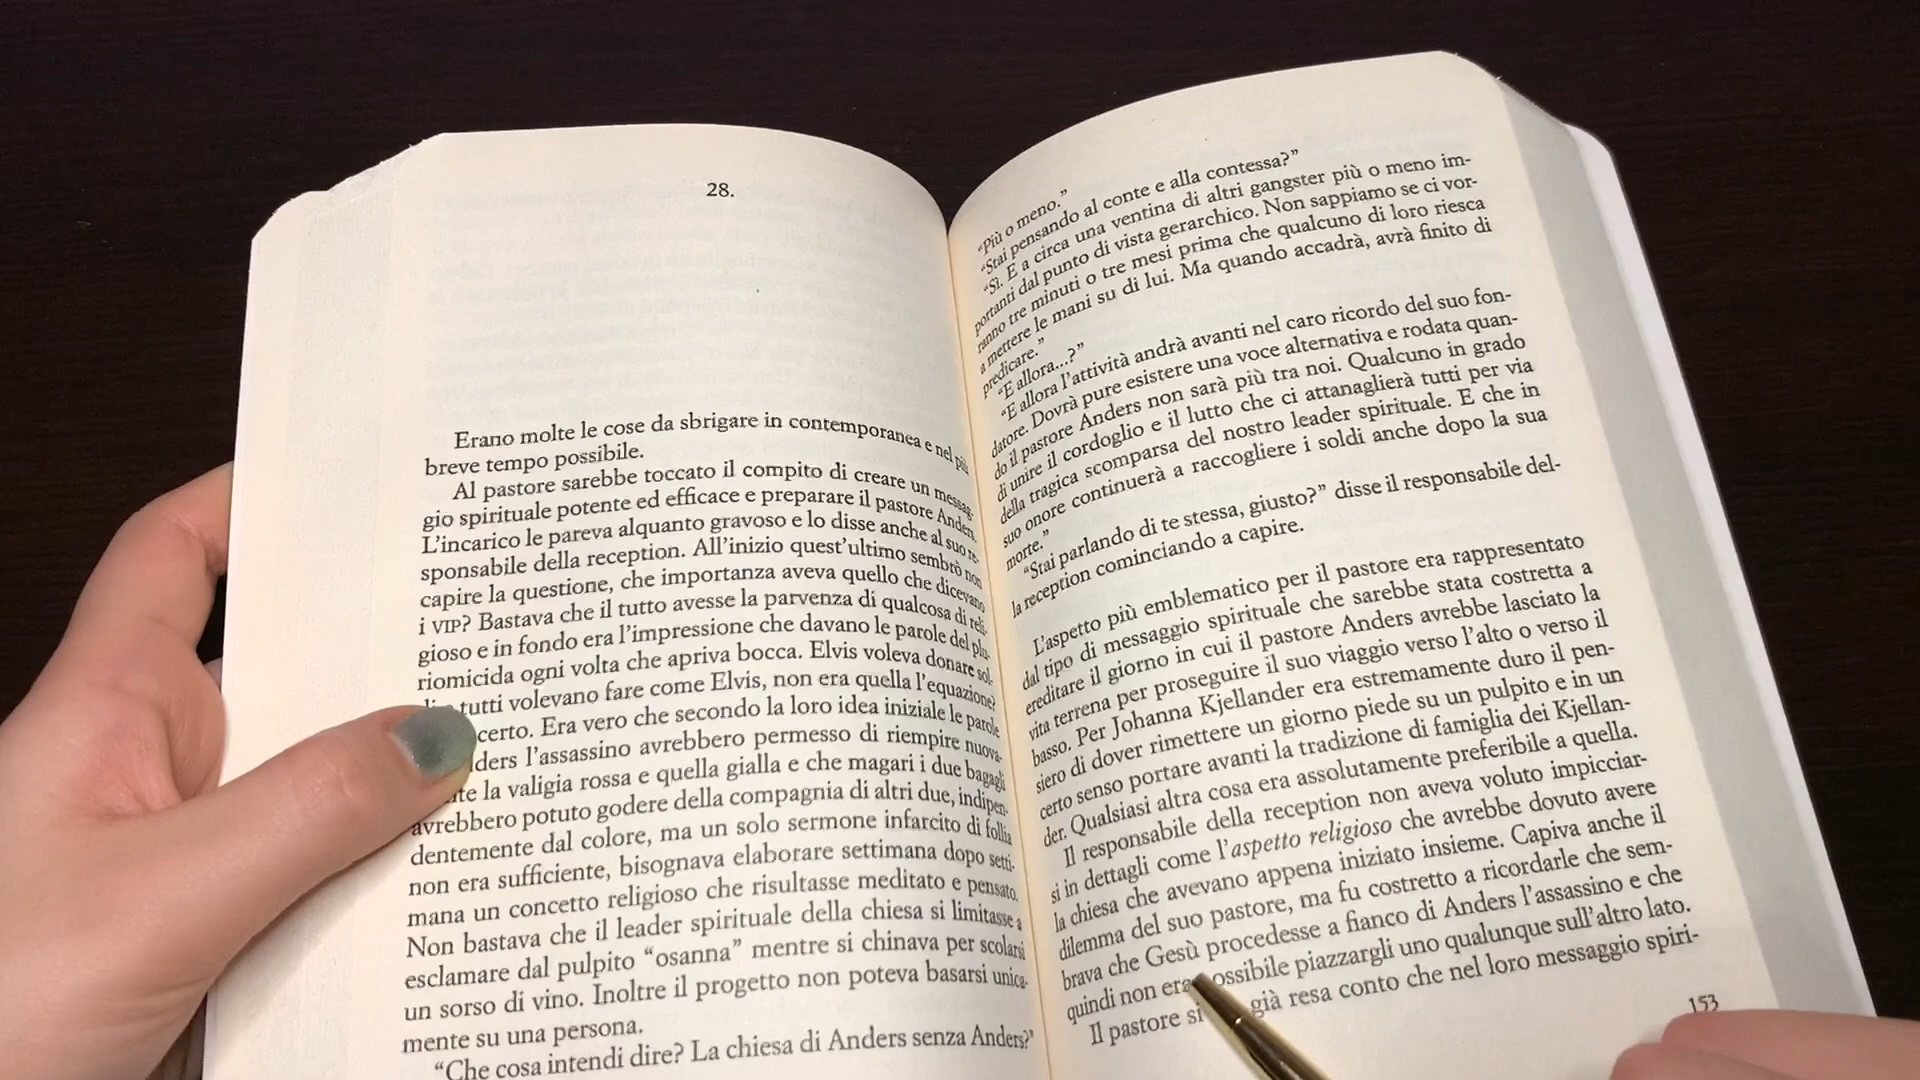 28.
Erano molte le cose da sbrigare in contemporanea e nel più
breve tempo possibile.
Al pastore sarebbe toccato il compito di creare un messag-
gio spirituale potente ed efficace e preparare il pastore Anders.
L'incarico le pareva alquanto gravoso e lo disse anche al suo re-
sponsabile della reception. All'inizio quest'ultimo sembrò non
capire la questione, che importanza aveva quello che dicevano
i VIP? Bastava che il tutto avesse la parvenza di qualcosa di reli-
gioso e in fondo era l'impressione che davano le parole del plu-
riomicida ogni volta che apriva bocca. Elvis voleva donare sol-
tutti volevano fare come Elvis, non era quella l'equazione?
certo. Era vero che secondo la loro idea iniziale le parole
l'assassino avrebbero permesso di riempire nuova-
la valigia rossa e quella gialla e che magari i due bagagli
avrebbero potuto godere della compagnia di altri due, indipen-
dentemente dal colore, ma un solo sermone infarcito di follia
non era sufficiente, bisognava elaborare settimana dopo setti-
mana un concetto religioso che risultasse meditato e pensato.
Non bastava che il leader spirituale della chiesa si limitasse a
esclamare dal pulpito “osanna” mentre si chinava per scolarsi
un sorso di vino. Inoltre il progetto non poteva basarsi unica-
mente su una persona.
“Che cosa intendi dire? La chiesa di Anders senza Anders?”
“Più o meno.”
“Stai pensando al conte e alla contessa?”
“Sì. E a circa una ventina di altri gangster più o meno im-
portanti dal punto di vista gerarchico. Non sappiamo se ci vor-
ranno tre minuti o tre mesi prima che qualcuno di loro riesca
a mettere le mani su di lui. Ma quando accadrà, avrà finito di
predicare.”
“E allora...?”
“E allora l'attività andrà avanti nel caro ricordo del suo fon-
datore. Dovrà pure esistere una voce alternativa e rodata quan-
do il pastore Anders non sarà più tra noi. Qualcuno in grado
di unire il cordoglio e il lutto che ci attanaglierà tutti per via
della tragica scomparsa del nostro leader spirituale. E che in
suo onore continuerà a raccogliere i soldi anche dopo la sua
morte.”
“Stai parlando di te stessa, giusto?” disse il responsabile del-
la reception cominciando a capire.
L'aspetto più emblematico per il pastore era rappresentato
dal tipo di messaggio spirituale che sarebbe stata costretta a
ereditare il giorno in cui il pastore Anders avrebbe lasciato la
vita terrena per proseguire il suo viaggio verso l'alto o verso il
basso. Per Johanna Kjellander era estremamente duro il pen-
siero di dover rimettere un giorno piede su un pulpito e in un
certo senso portare avanti la tradizione di famiglia dei Kjellan-
der. Qualsiasi altra cosa era assolutamente preferibile a quella.
Il responsabile della reception non aveva voluto impicciar-
si in dettagli come l'aspetto religioso che avrebbe dovuto avere
la chiesa che avevano appena iniziato insieme. Capiva anche il
dilemma del suo pastore, ma fu costretto a ricordarle che sem-
brava che Gesù procedesse a fianco di Anders l'assassino e che
quindi non era possibile piazzargli uno qualunque sull'altro lato.
Il pastore si già resa conto che nel loro messaggio spiri-
153